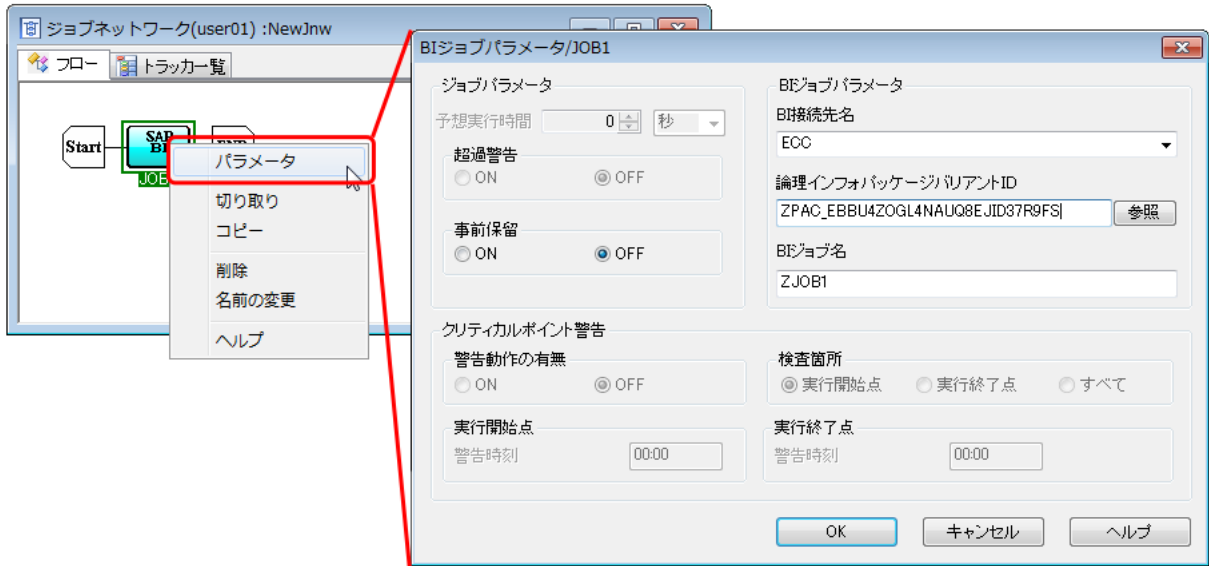 ジョブネットワーク(user01) :NewJnw
フロー トラッカ一覧
Start
SAP
BI
JOB
パラメータ
切り取り
コピー
削除
名前の変更
ヘルプ
BIジョブパラメータ/JOB1
ジョブパラメータ
予想実行時間 0 秒
超過警告
ON OFF
事前保留
ON OFF
BIジョブパラメータ
BI接続先名
ECC
論理インフォパッケージバリアントID
ZPAC_EBBU4ZOGL4NAUQ8EJID37R9FS 参照
BIジョブ名
ZJOB1
クリティカルポイント警告
警告動作の有無
ON OFF
検査箇所
実行開始点 実行終了点 すべて
実行開始点
警告時刻 00:00
実行終了点
警告時刻 00:00
OK キャンセル ヘルプ